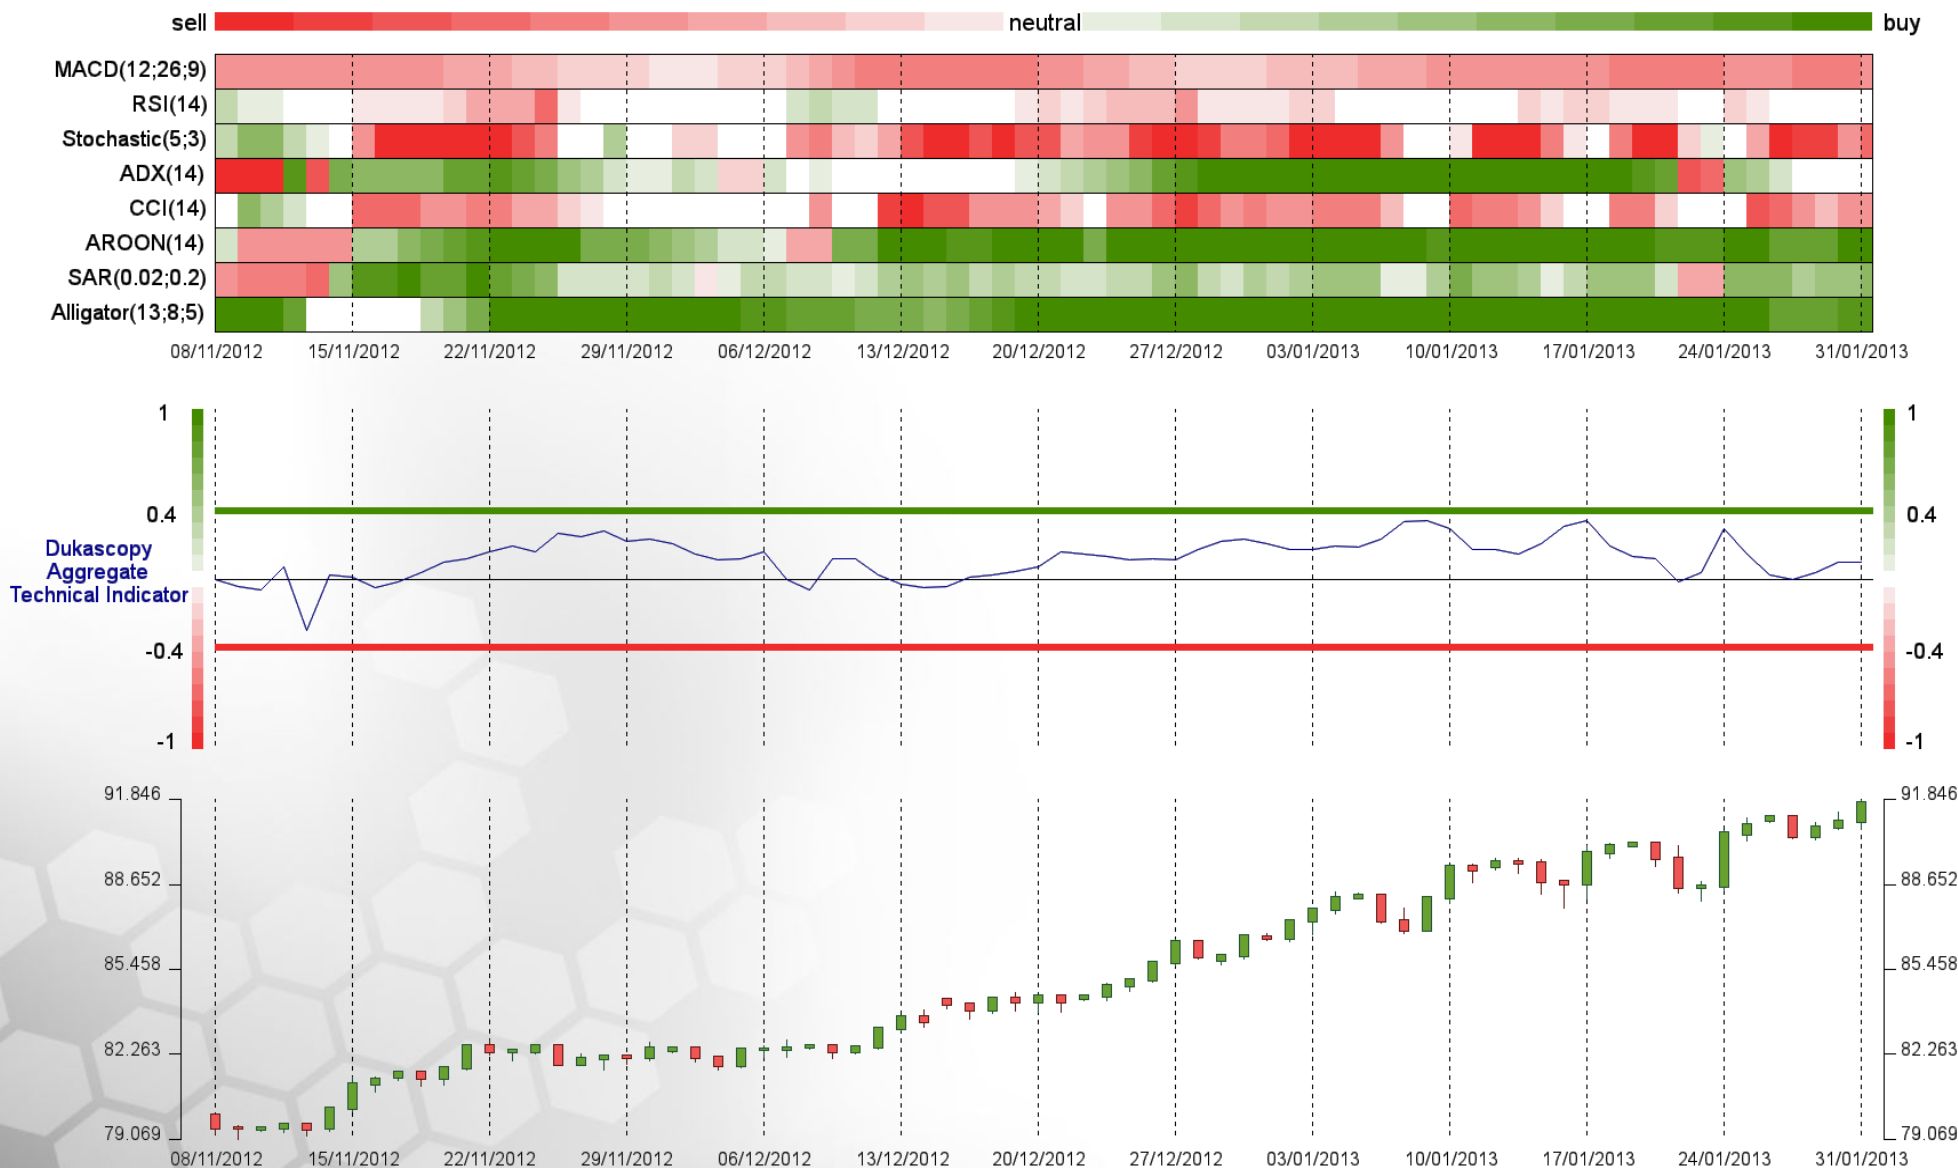 sell neutral buy
MACD(12;26;9)
RSI(14)
Stochastic(5;3)
ADX(14)
CCI(14)
AROON(14)
SAR(0.02;0.2)
Alligator(13;8;5)
08/11/2012 15/11/2012 22/11/2012 29/11/2012 06/12/2012 13/12/2012 20/12/2012 27/12/2012 03/01/2013 10/01/2013 17/01/2013 24/01/2013 31/01/2013
1 1
0.4 0.4
Dukascopy
Aggregate
Technical Indicator
-0.4 -0.4
-1 -1
91.846 91.846
88.652 88.652
85.458 85.458
82.263 82.263
79.069 79.069
08/11/2012 15/11/2012 22/11/2012 29/11/2012 06/12/2012 13/12/2012 20/12/2012 27/12/2012 03/01/2013 10/01/2013 17/01/2013 24/01/2013 31/01/2013